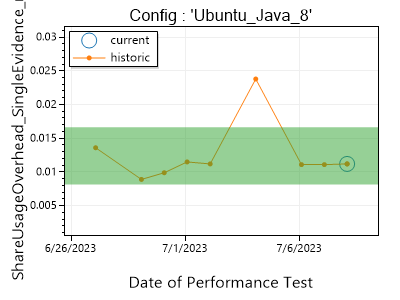 Config : 'Ubuntu_Java_8'
ShareUsageOverhead_SingleEvidence_
current
historic
0.03
0.025
0.02
0.015
0.01
0.005
6/26/2023
7/1/2023
7/6/2023
Date of Performance Test